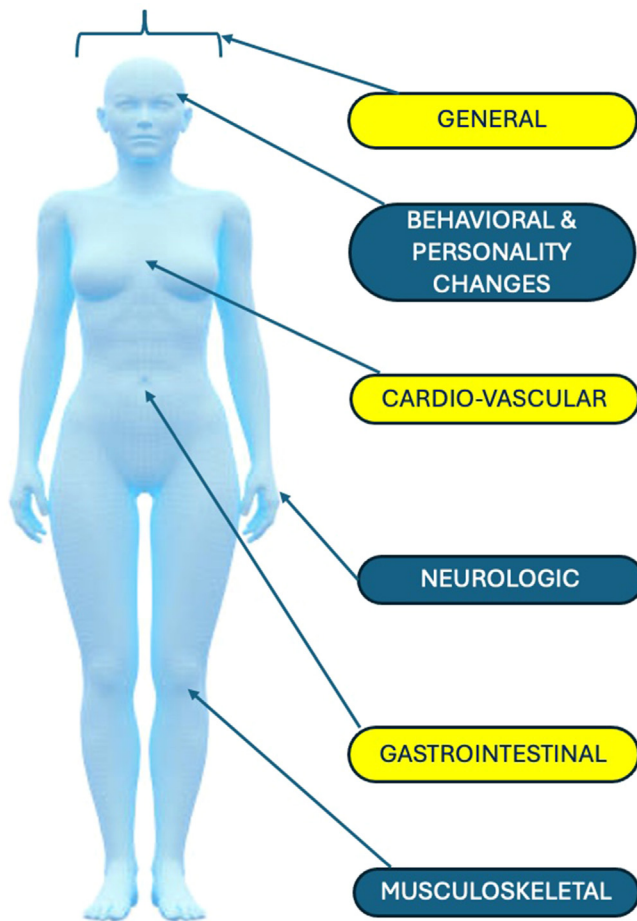 GENERAL
BEHAVIORAL &
PERSONALITY
CHANGES
CARDIO-VASCULAR
NEUROLOGIC
GASTROINTESTINAL
MUSCULOSKELETAL